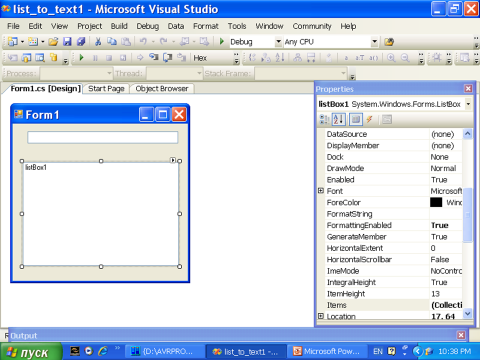 list_to_text1 - Microsoft Visual Studio
File Edit View Project Build Debug Data Format Tools Window Community Help
Debug Any CPU
Hex
Process: Thread: Stack Frame:
Form1.cs [Design] Start Page Object Browser
Form1
listBox1
Properties
listBox1 System.Windows.Forms.ListBox
DataSource (none)
DisplayMember (none)
Dock None
DrawMode Normal
Enabled True
Font Microsoft
ForeColor Wind
FormatString
FormattingEnabled True
GenerateMember True
HorizontalExtent 0
HorizontalScrollbar False
ImeMode NoContro
IntegralHeight True
ItemHeight 13
Items (Collecti
Location 17. 64
Output
пуск {D:\AVRPRO... list_to_text1 -... Microsoft Pow... EN 10:38 PM